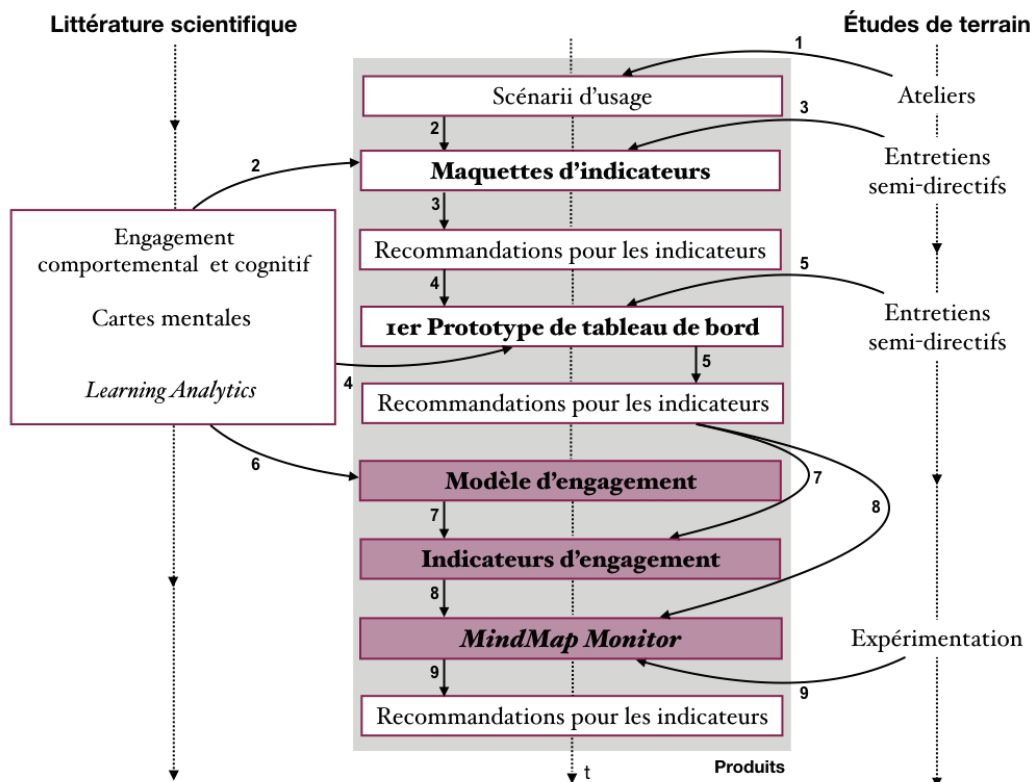 Littérature scientifique
Études de terrain
1
Scénarii d'usage
Ateliers
2
3
2
Maquettes d'indicateurs
Entretiens
semi-directifs
3
Engagement
comportemental et cognitif
Cartes mentales
Learning Analytics
Recommandations pour les indicateurs
4
5
1er Prototype de tableau de bord
Entretiens
semi-directifs
4
5
Recommandations pour les indicateurs
6
7
Modèle d'engagement
8
7
Indicateurs d'engagement
8
MindMap Monitor
Expérimentation
9
9
Recommandations pour les indicateurs
Produits
t